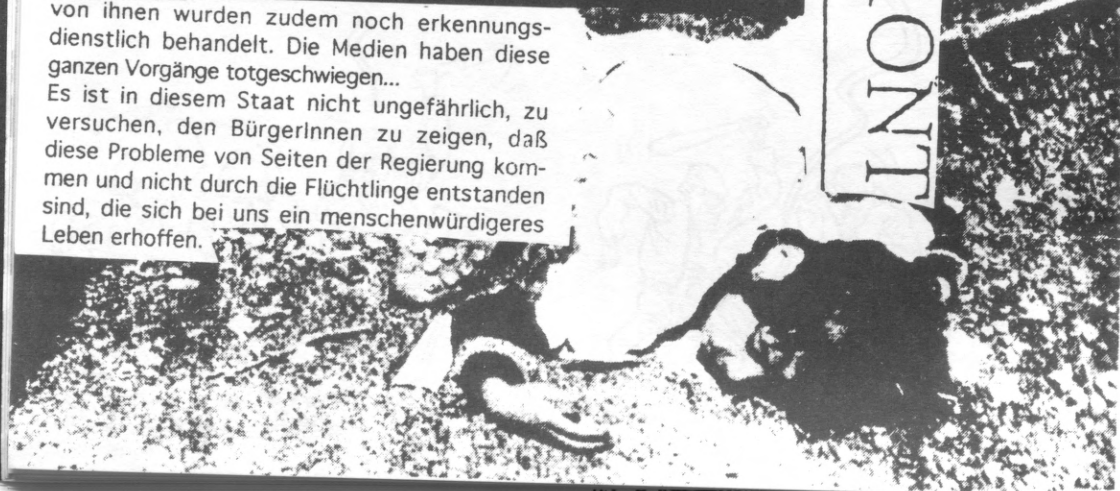 von ihnen wurden zudem noch erkennungs-
dienstlich behandelt. Die Medien haben diese
ganzen Vorgänge totgeschwiegen...
Es ist in diesem Staat nicht ungefährlich, zu
versuchen, den BürgerInnen zu zeigen, daß
diese Probleme von Seiten der Regierung kom-
men und nicht durch die Flüchtlinge entstanden
sind, die sich bei uns ein menschenwürdigeres
Leben erhoffen.
ONT